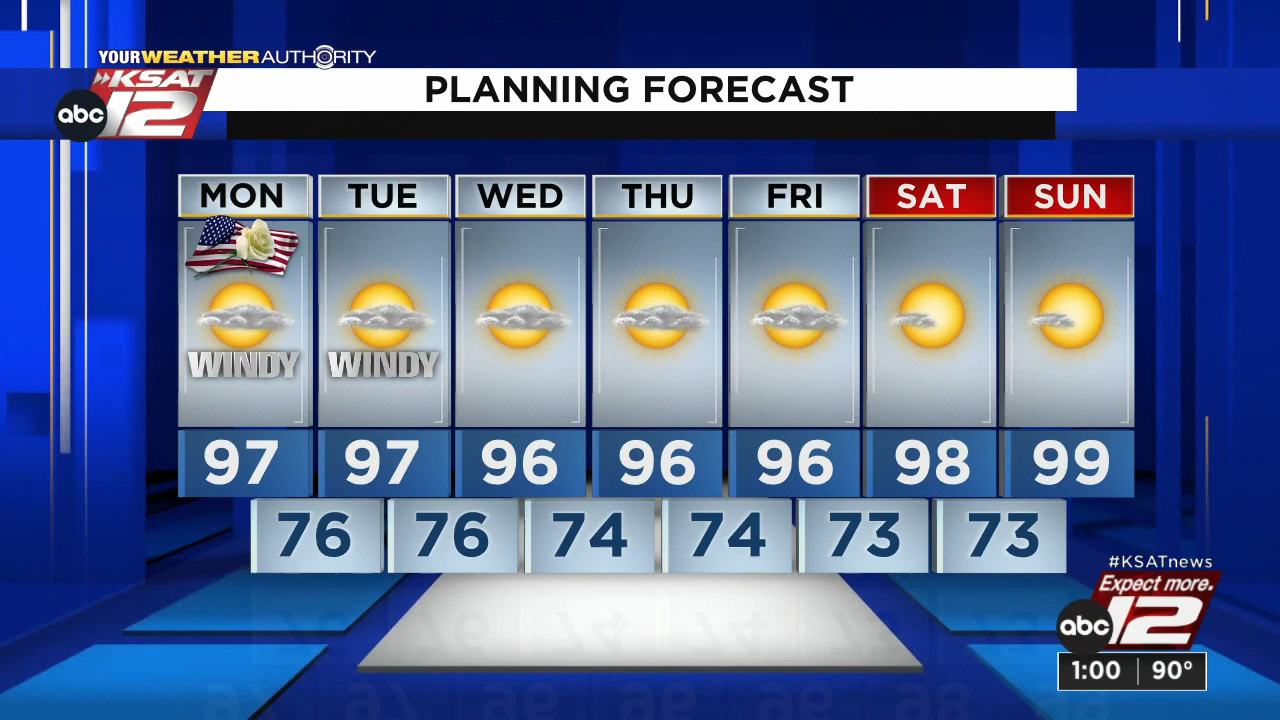 YOURWEATHERAUTHORITY
KSAT
abc 12
PLANNING FORECAST
MON TUE WED THU FRI SAT SUN
WINDY WINDY
97 97 96 96 96 98 99
76 76 74 74 73 73
#KSATnews
Expect more.
abc 12
1:00 90°